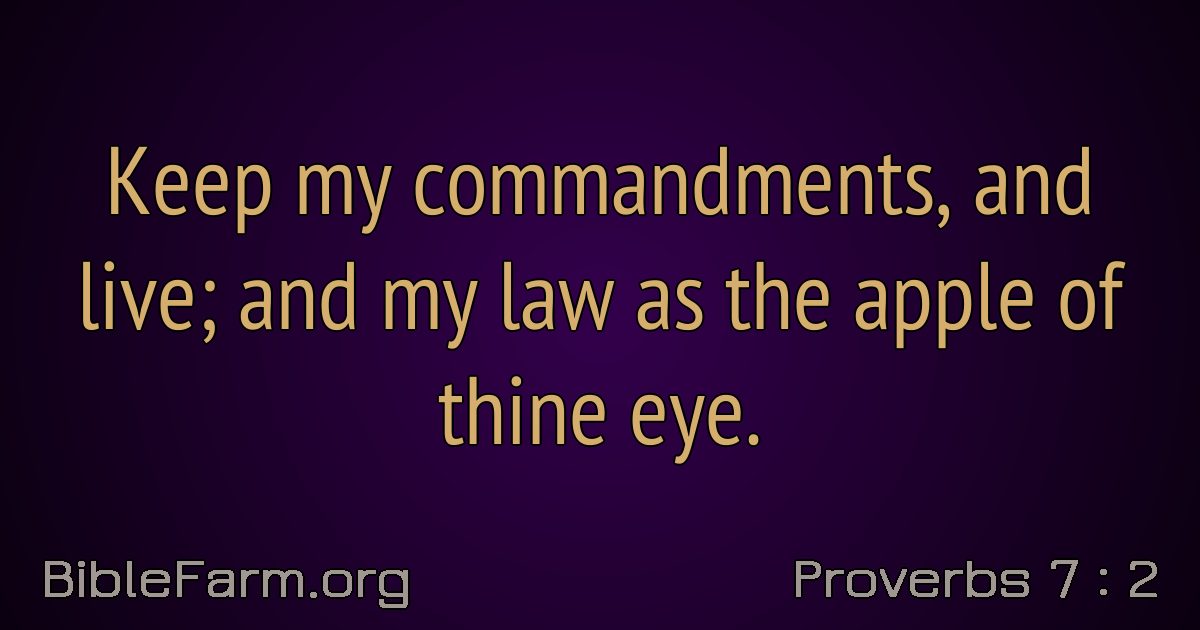 Keep my commandments, and
live; and my law as the apple of
thine eye.
BibleFarm.org
Proverbs 7 : 2